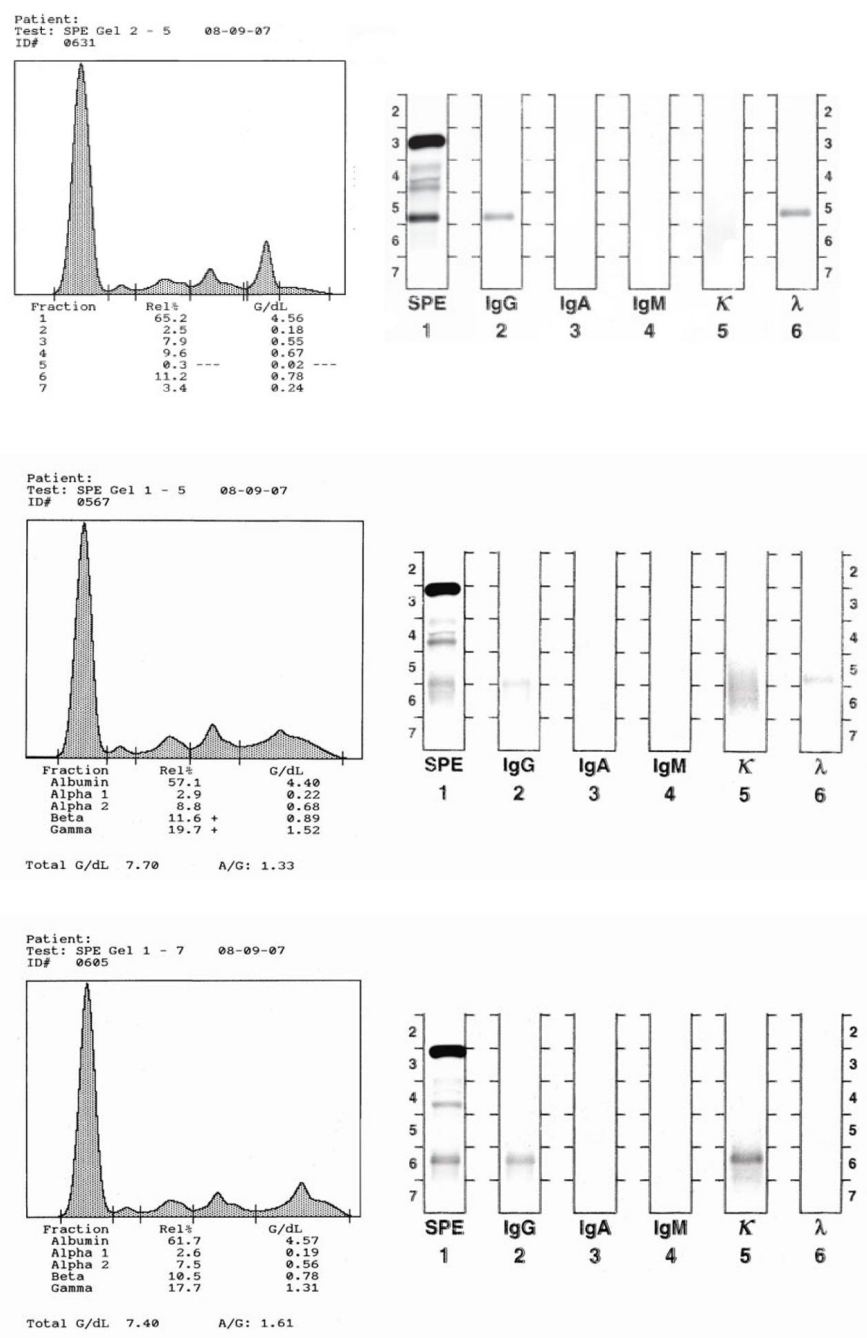 Patient:
Test: SPE Gel 2 - 5 08-09-07
ID# 0631
Fraction Rel% G/dL
1 65.2 4.56
2 2.5 0.18
3 7.9 0.55
4 9.6 0.67
5 0.3 --- 0.02 ---
6 11.2 0.78
7 3.4 0.24
2 2
3 3
4 4
5 5
6 6
7 7
SPE IgG IgA IgM K λ
1 2 3 4 5 6
Patient:
Test: SPE Gel 1 - 5 08-09-07
ID# 0567
Fraction Rel% G/dL
Albumin 57.1 4.40
Alpha 1 2.9 0.22
Alpha 2 8.8 0.68
Beta 11.6 + 0.89
Gamma 19.7 + 1.52
Total G/dL 7.70 A/G: 1.33
2 2
3 3
4 4
5 5
6 6
7 7
SPE IgG IgA IgM K λ
1 2 3 4 5 6
Patient:
Test: SPE Gel 1 - 7 08-09-07
ID# 0605
Fraction Rel% G/dL
Albumin 61.7 4.57
Alpha 1 2.6 0.19
Alpha 2 7.5 0.56
Beta 10.5 0.78
Gamma 17.7 1.31
Total G/dL 7.40 A/G: 1.61
2 2
3 3
4 4
5 5
6 6
7 7
SPE IgG IgA IgM K λ
1 2 3 4 5 6